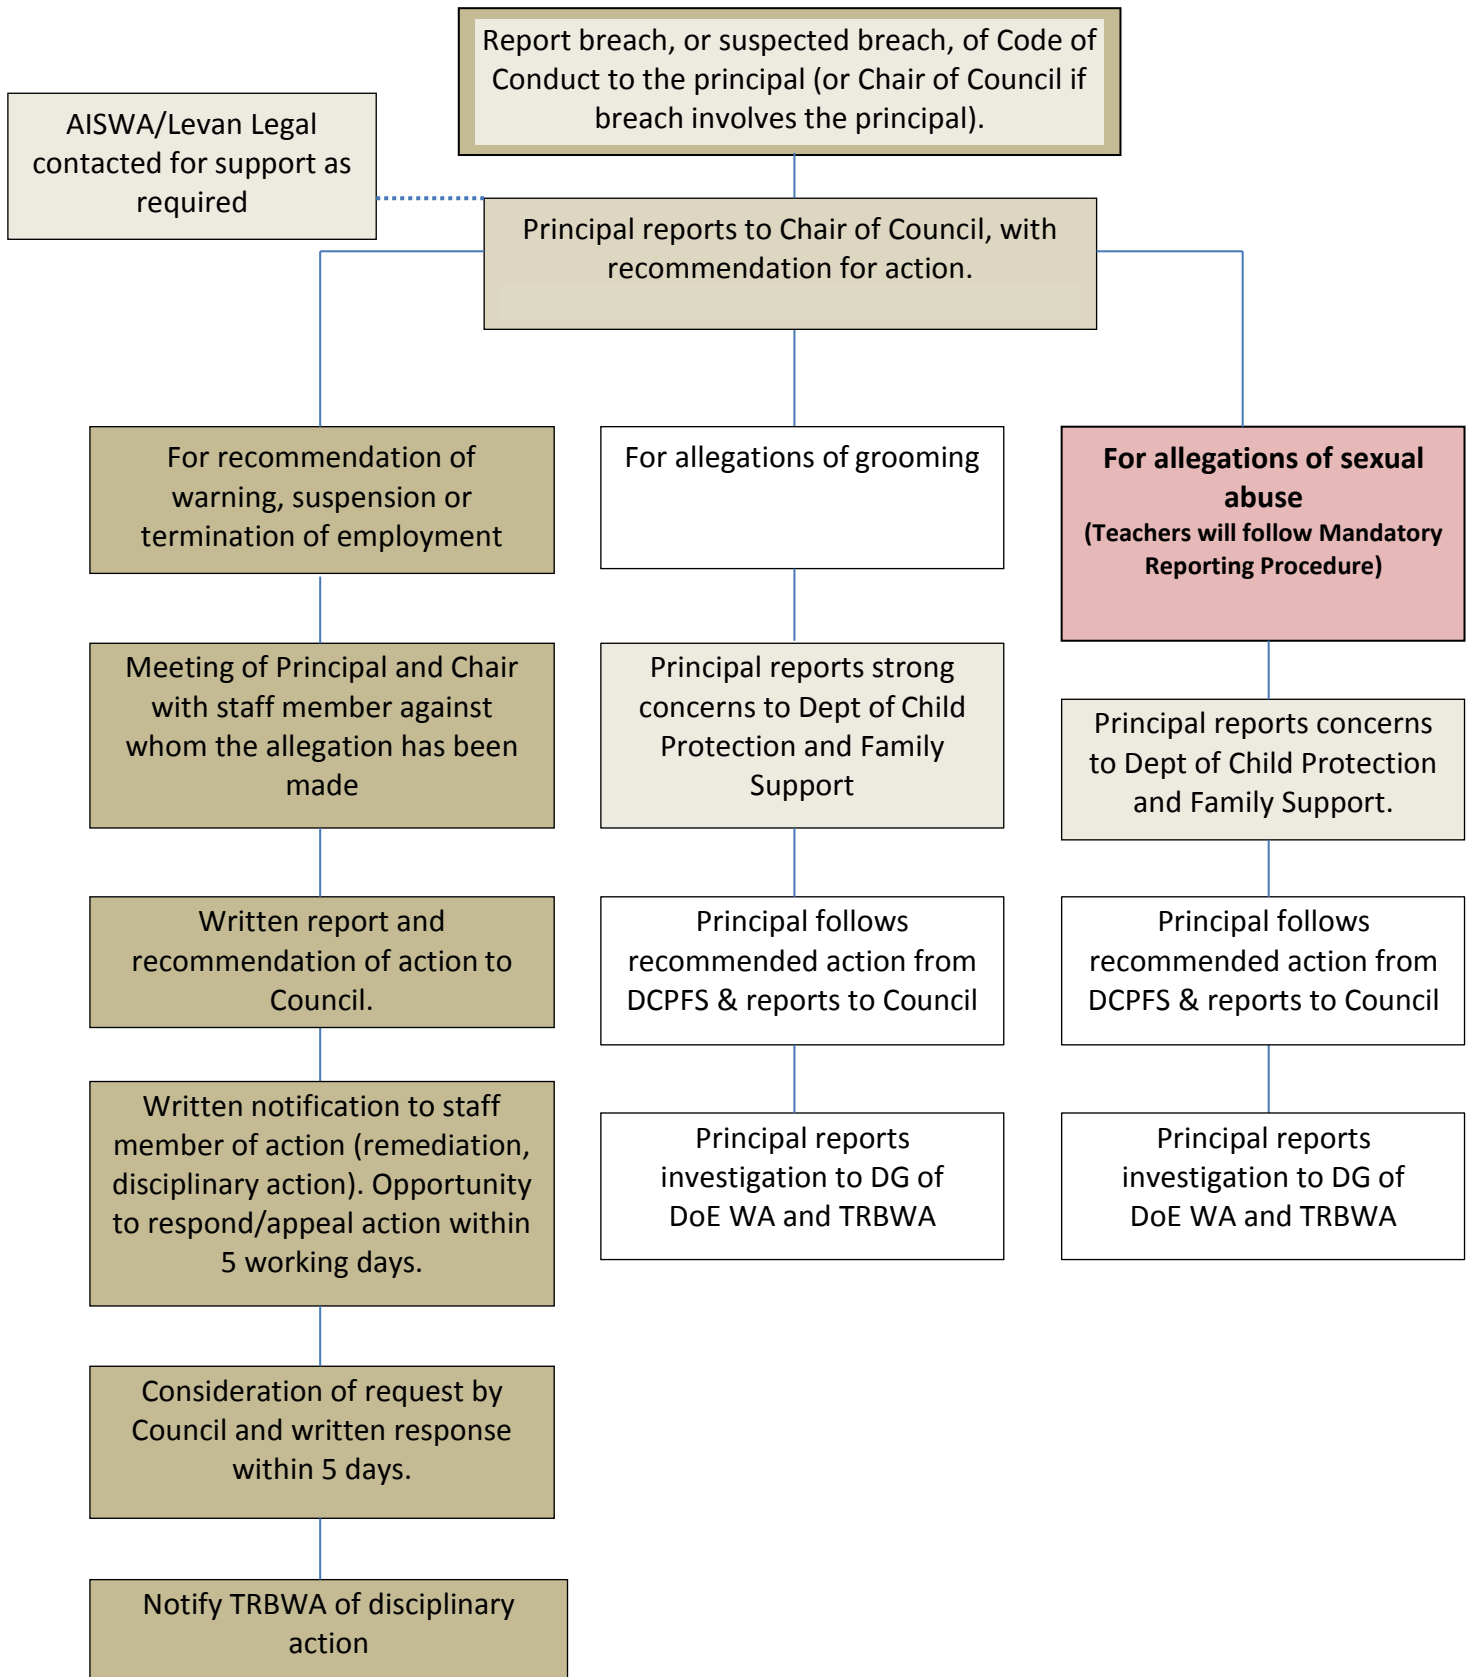 Report breach, or suspected breach, of Code of
Conduct to the principal (or Chair of Council if
breach involves the principal).
AISWA/Levan Legal
contacted for support as
required
Principal reports to Chair of Council, with
recommendation for action.
For recommendation of
warning, suspension or
termination of employment
Meeting of Principal and Chair
with staff member against
whom the allegation has been
made
Written report and
recommendation of action to
Council.
Written notification to staff
member of action (remediation,
disciplinary action). Opportunity
to respond/appeal action within
5 working days.
Consideration of request by
Council and written response
within 5 days.
Notify TRBWA of disciplinary
action
For allegations of grooming
Principal reports strong
concerns to Dept of Child
Protection and Family
Support
Principal follows
recommended action from
DCPFS & reports to Council
Principal reports
investigation to DG of
DoE WA and TRBWA
For allegations of sexual
abuse
(Teachers will follow Mandatory
Reporting Procedure)
Principal reports concerns
to Dept of Child Protection
and Family Support.
Principal follows
recommended action from
DCPFS & reports to Council
Principal reports
investigation to DG of
DoE WA and TRBWA